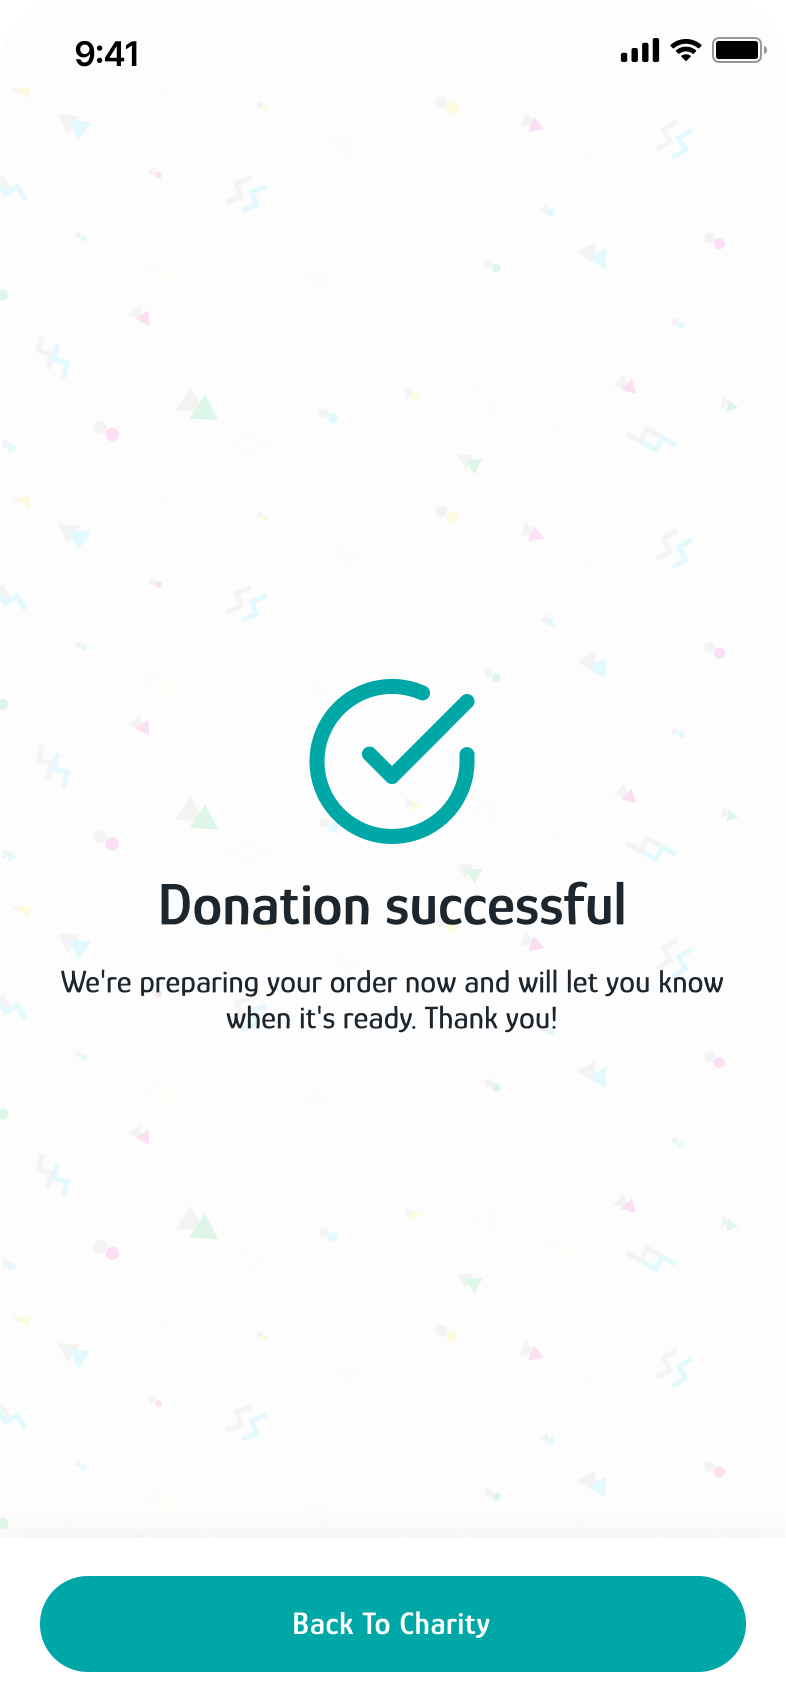 9:41
Donation successful
We're preparing your order now and will let you know
when it's ready. Thank you!
Back To Charity